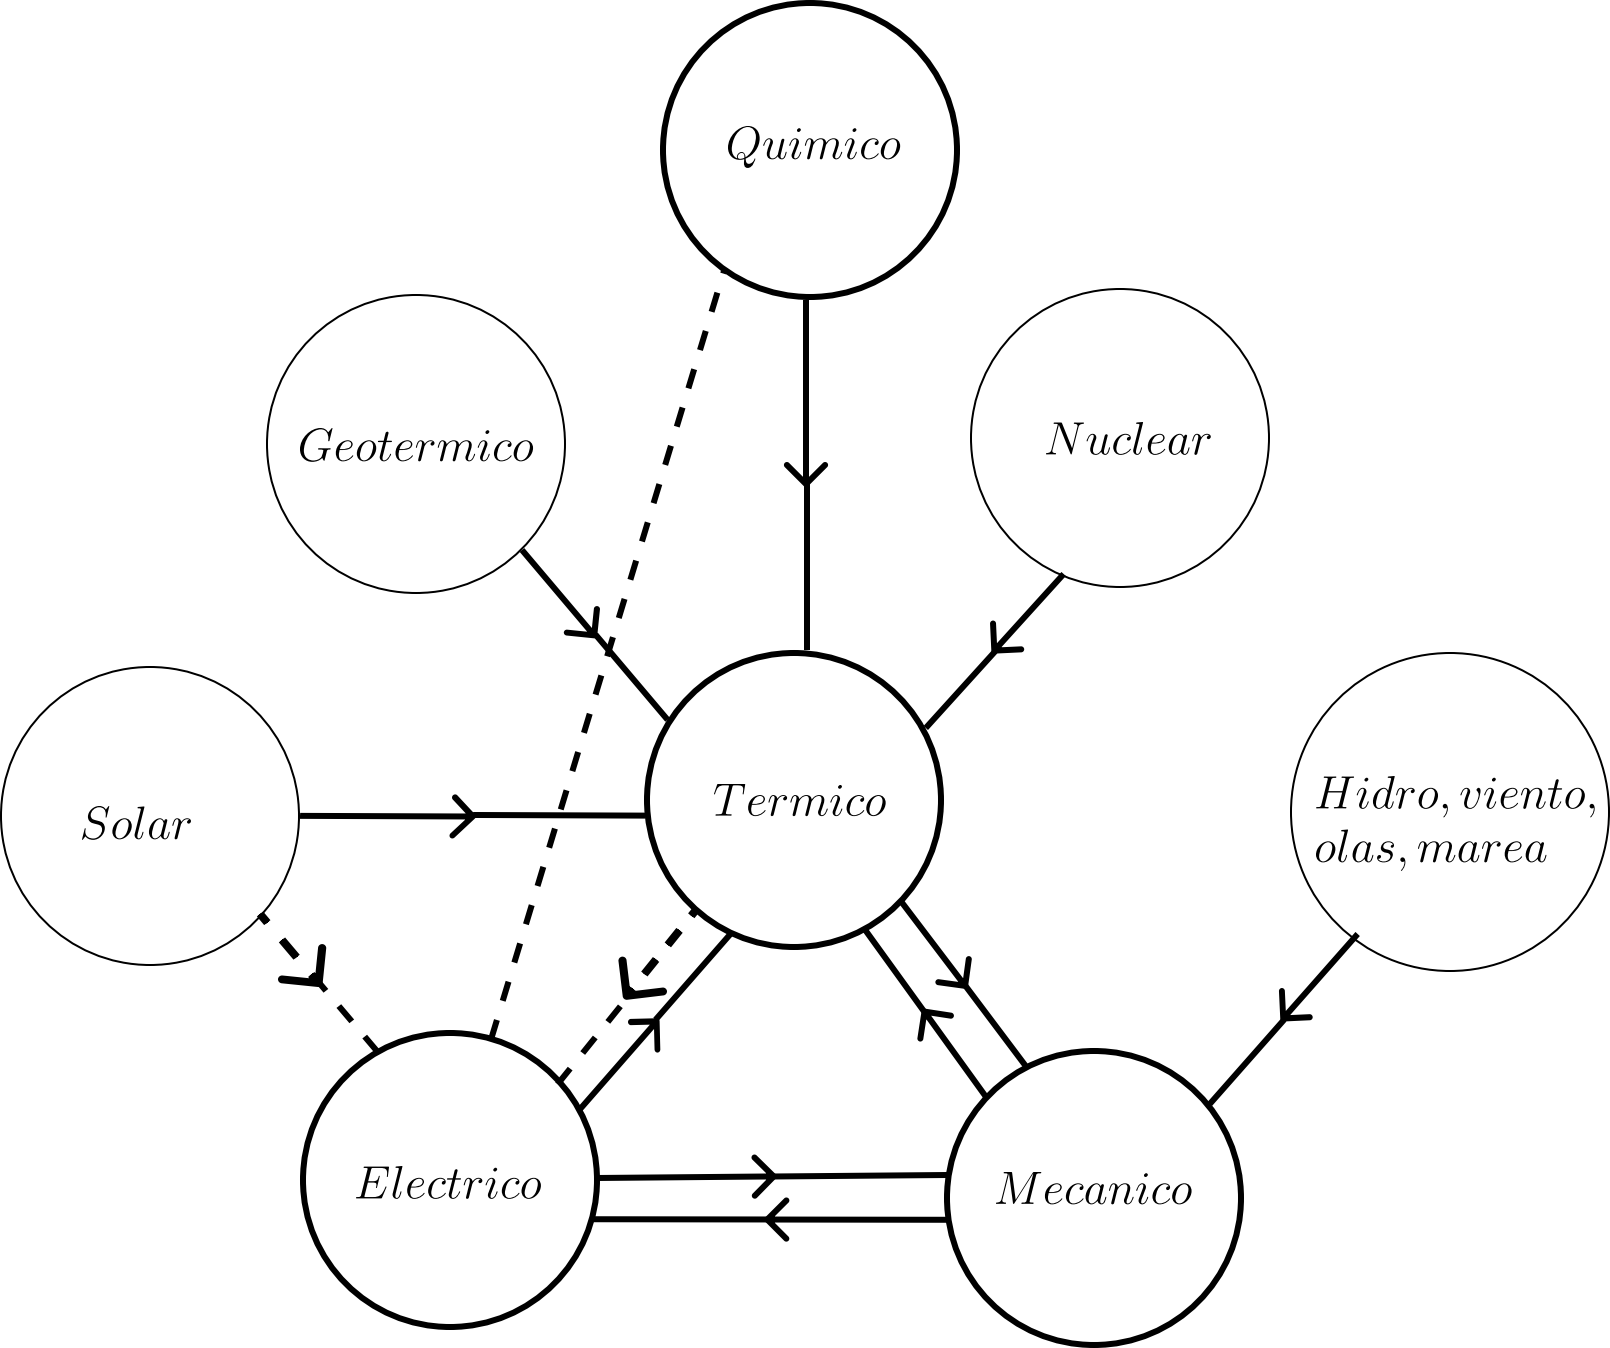 Quimico
Geotermico
Nuclear
Solar
Termico
Hidro, viento,
olas, marea
Electrico
Mecanico